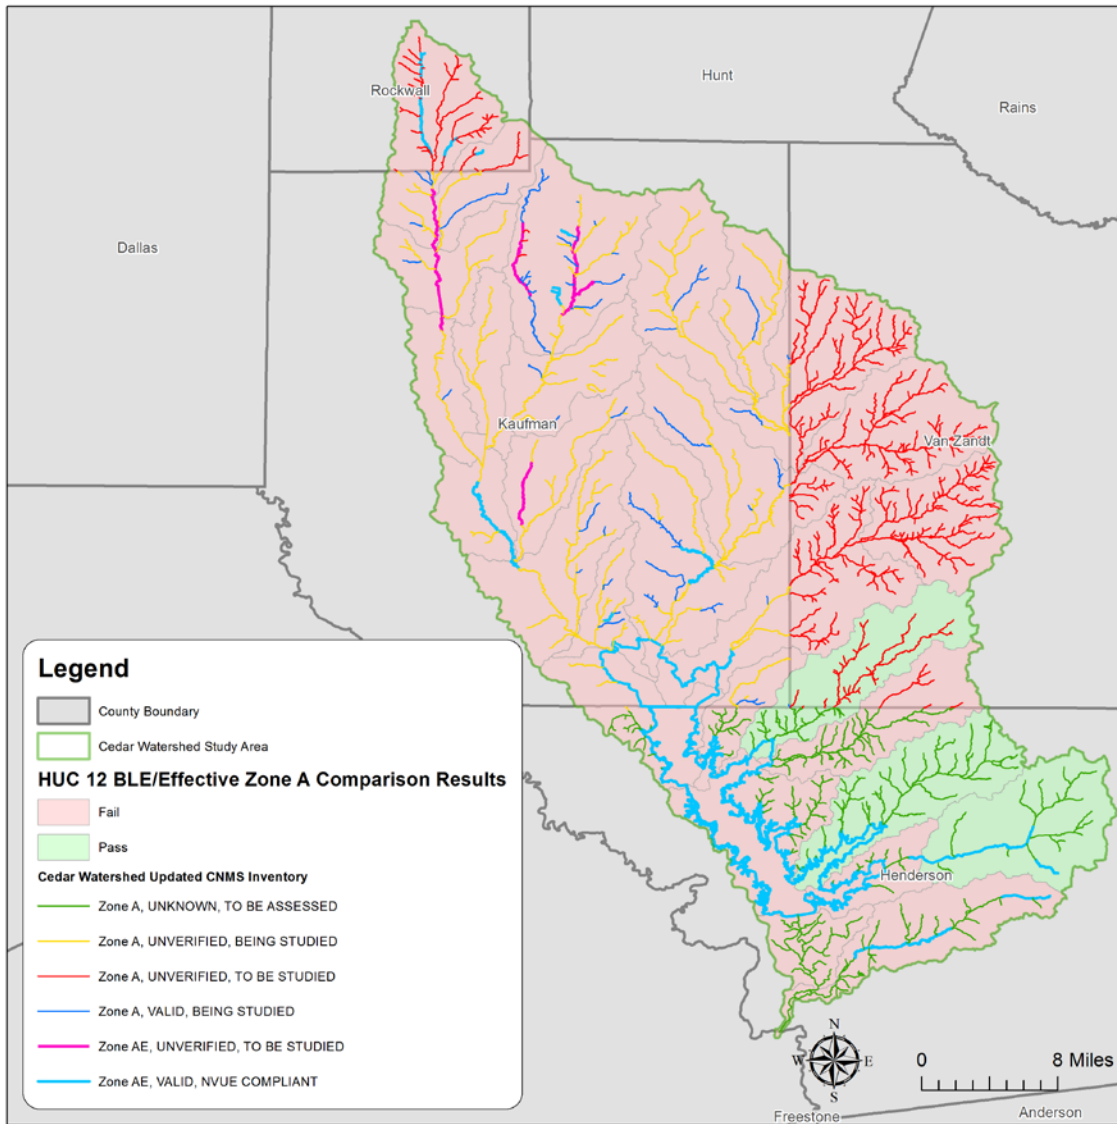 Hunt
Rockwall
Rains
Dallas
Kaufman
Van Zandt
Henderson
Legend
County Boundary
Cedar Watershed Study Area
HUC 12 BLE/Effective Zone A Comparison Results
Fail
Pass
Cedar Watershed Updated CNMS Inventory
Zone A, UNKNOWN, TO BE ASSESSED
Zone A, UNVERIFIED, BEING STUDIED
Zone A, UNVERIFIED, TO BE STUDIED
Zone A, VALID, BEING STUDIED
Zone AE, UNVERIFIED, TO BE STUDIED
Zone AE, VALID, NVUE COMPLIANT
N
W E
S
0 8 Miles
Freestone
Anderson